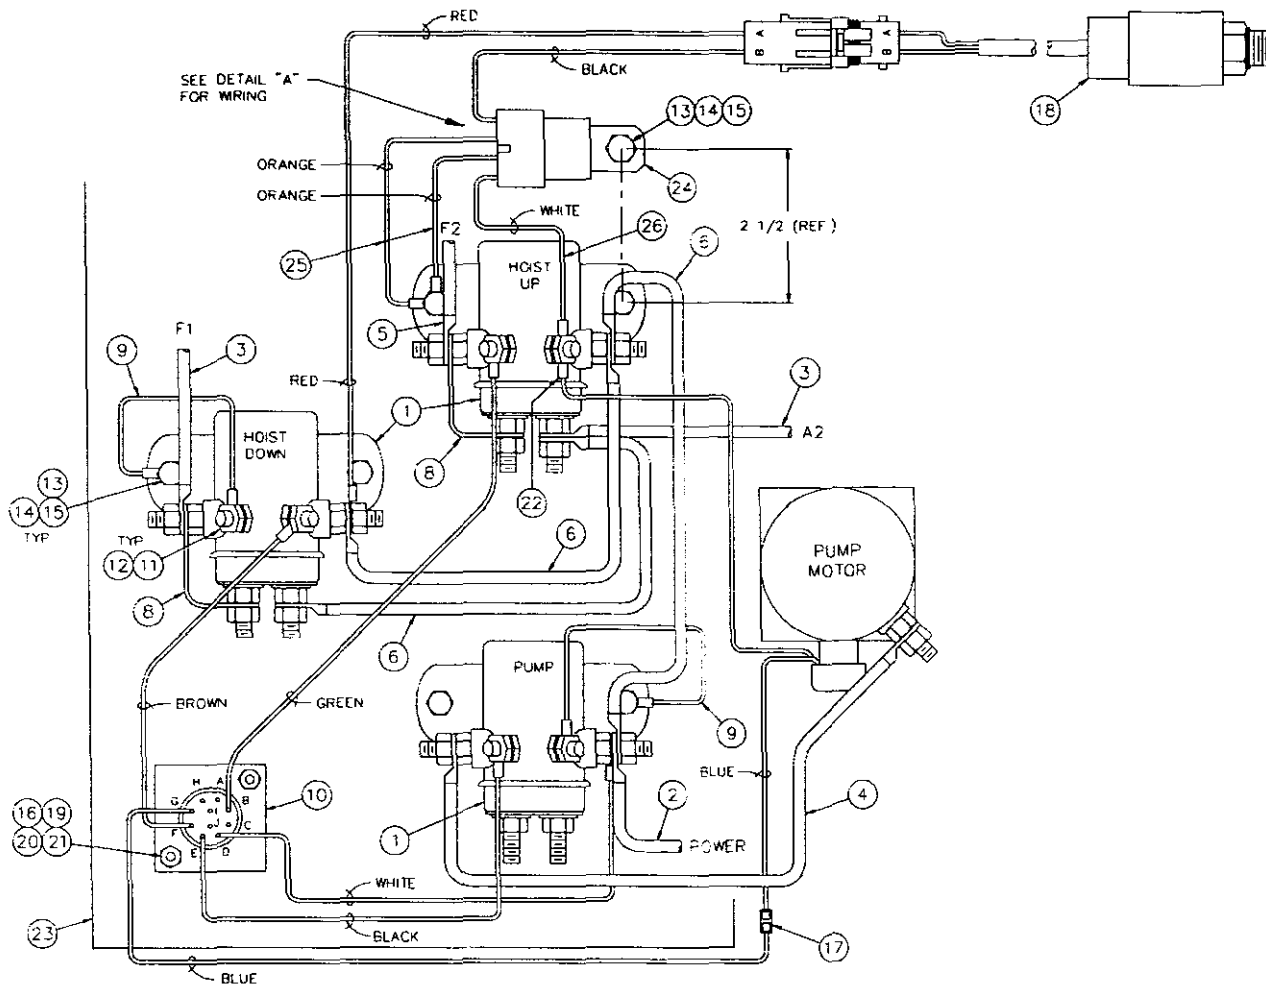 RED
A
A
B
B
BLACK
SEE DETAIL "A"
FOR WIRING
13 14 15
18
ORANGE
ORANGE
24
WHITE
26
2 1/2 (REF)
6
F2
25
HOIST
UP
5
F1
9
3
RED
3
1
A2
HOIST
DOWN
8
22
13
14 15
TYP
TYP
12 11
6
PUMP
MOTOR
8
6
PUMP
BROWN
GREEN
9
BLUE
H A
G B
10
2
4
16 19
J
F C
20 21
E D
1
POWER
WHITE
23
BLACK
17
BLUE